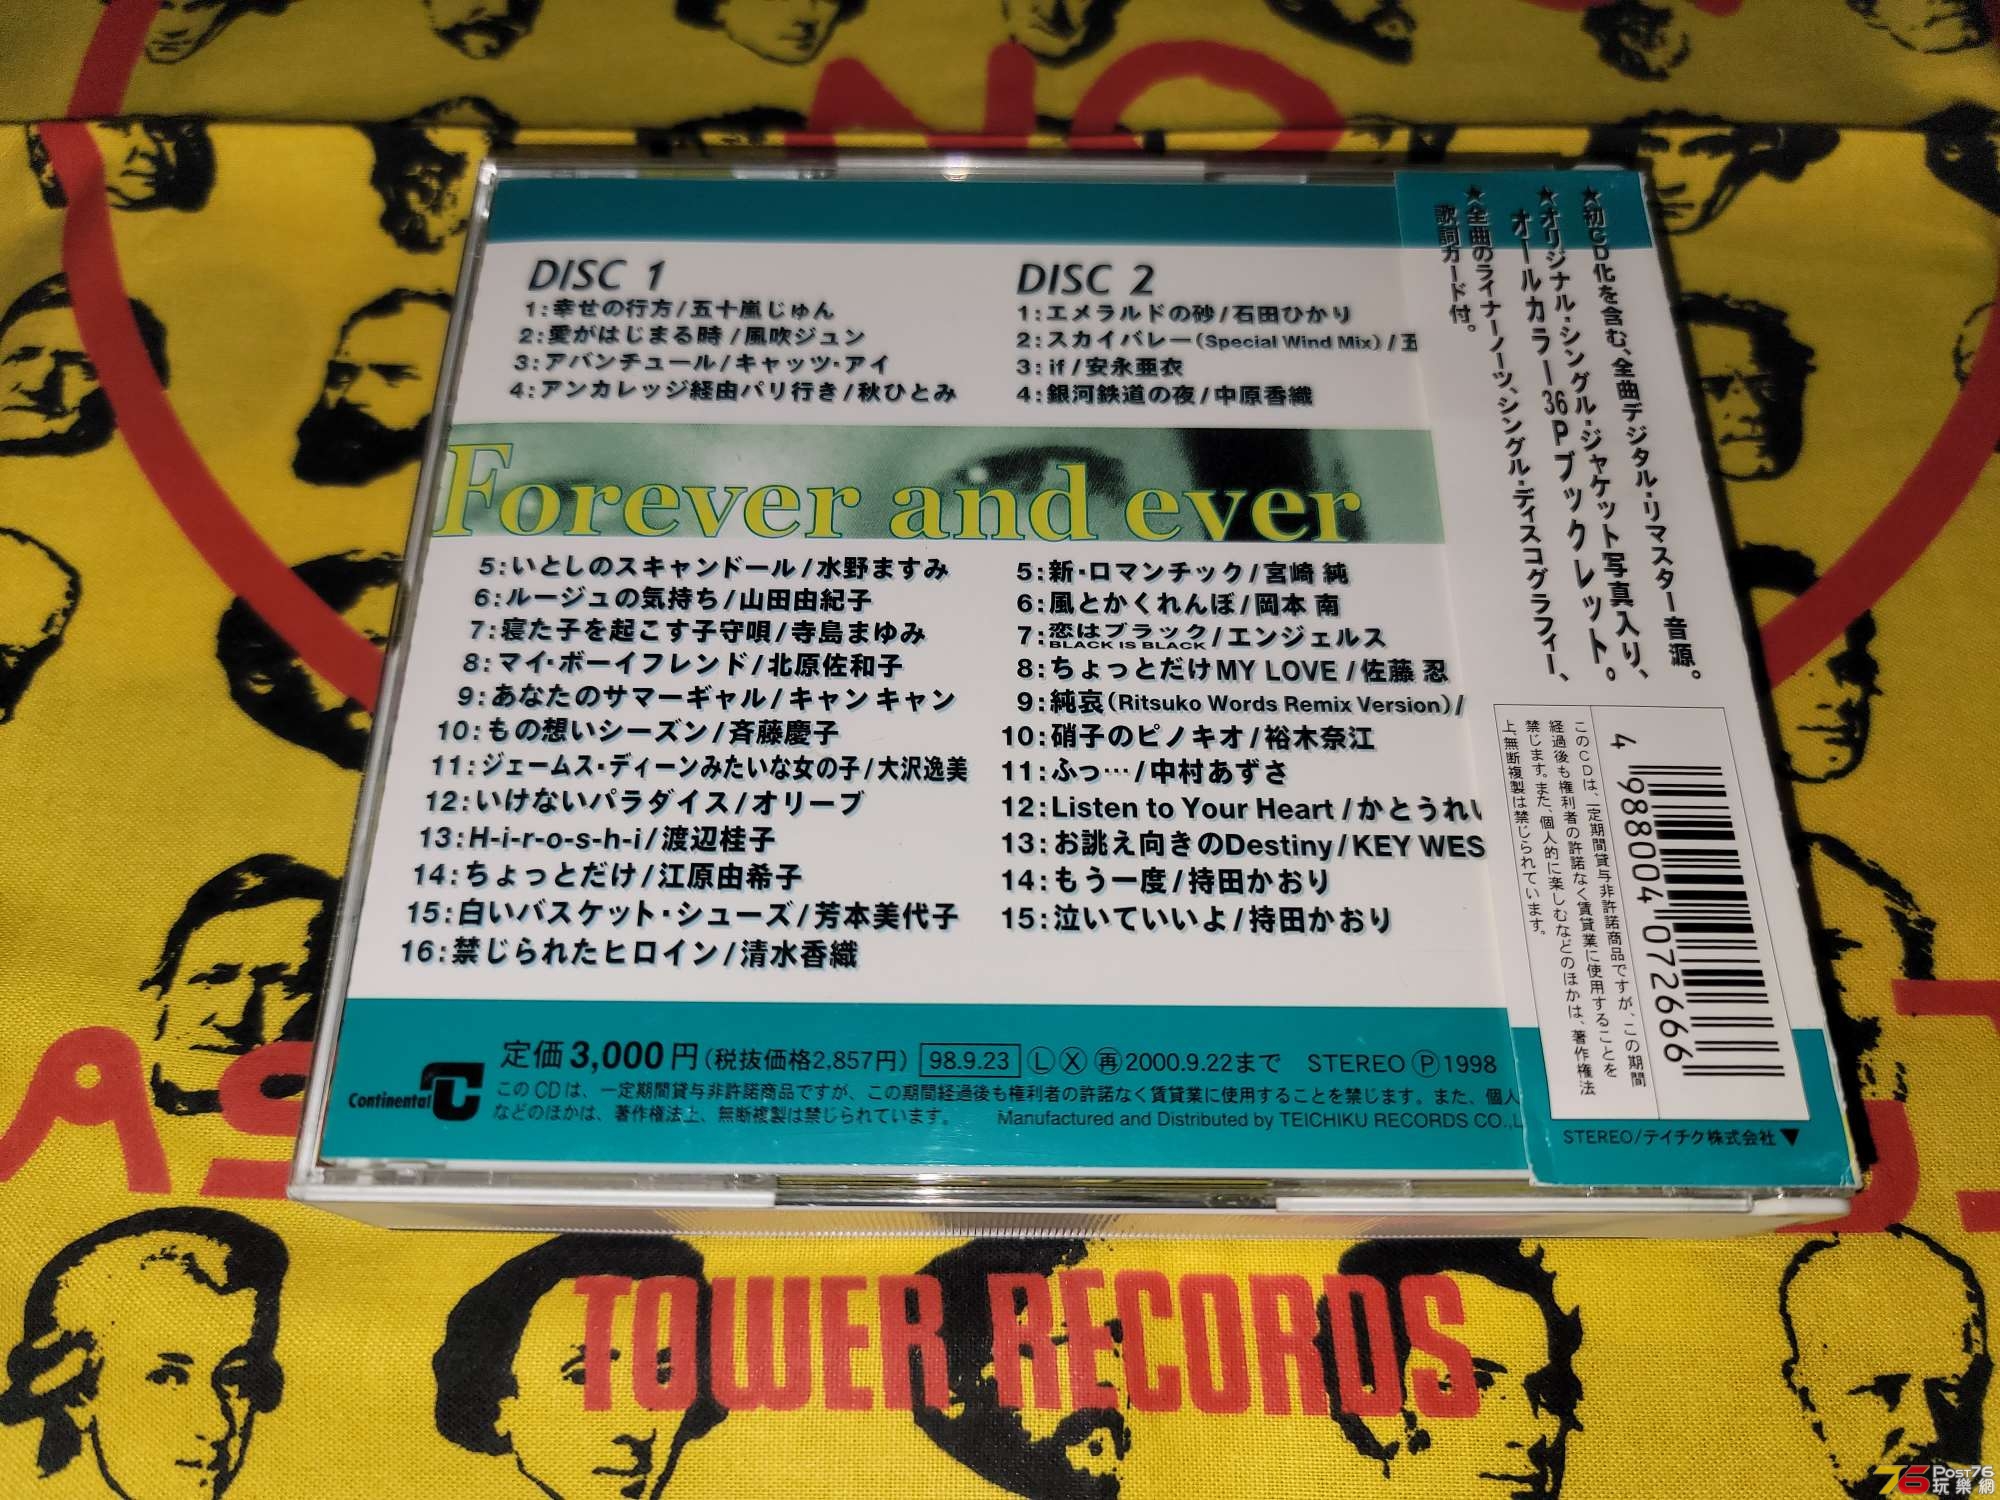 NO
DISC 1
1:幸せの行方/五十嵐じゅん
2:愛がはじまる時/風吹ジュン
3:アバンチュール/キャッツ・アイ
4:アンカレッジ経由パリ行き/秋ひとみ
DISC 2
1:エメラルドの砂/石田ひかり
2:スカイバレー(Special Wind Mix)/五
3:if/安永亜衣
4:銀河鉄道の夜/中原香織
Forever and ever
5:いとしのスキャンドール/水野ますみ
6:ルージュの気持ち/山田由紀子
7:寝た子を起こす子守唄/寺島まゆみ
8:マイ・ボーイフレンド/北原佐和子
9:あなたのサマーギャル/キャンキャン
10:もの想いシーズン/斉藤慶子
11:ジェームス・ディーンみたいな女の子/大沢逸美
12:いけないパラダイス/オリーブ
13:H-i-r-o-s-h-i/渡辺桂子
14:ちょっとだけ/江原由希子
15:白いバスケット・シューズ/芳本美代子
16:禁じられたヒロイン/清水香織
5:新・ロマンチック/宮崎 純
6:風とかくれんぼ/岡本 南
7:恋はブラック/エンジェルス
BLACK IS BLACK
8:ちょっとだけMY LOVE/佐藤 忍
9:純哀(Ritsuko Words Remix Version)/
10:硝子のピノキオ/裕木奈江
11:ふっ…/中村あずさ
12:Listen to Your Heart/かとうれい
13:お誂え向きのDestiny/KEY WES
14:もう一度/持田かおり
15:泣いていいよ/持田かおり
Continental
定価3,000円(税抜価格2,857円) 98.9.23 Ⓛ Ⓧ 再 2000.9.22まで STEREO Ⓟ1998
このCDは、一定期間貸与非許諾商品ですが、この期間経過後も権利者の許諾なく賃貸業に使用することを禁じます。また、個人
などのほかは、著作権法上、無断複製は禁じられています。
Manufactured and Distributed by TEICHIKU RECORDS CO.,L
★初CD化を含む、全曲デジタル・リマスター音源。
★オリジナル・シングル・ジャケット写真入り、
オールカラー36Pブックレット。
★全曲のライナーノーツ、シングル・ディスコグラフィー、
歌詞カード付。
4 988004 072666
このCDは、一定期間貸与非許諾商品ですが、この期間
経過後も権利者の許諾なく賃貸業に使用することを
禁じます。また、個人的に楽しむなどのほかは、著作権法
上、無断複製は禁じられています。
STEREO/テイチク株式会社▼
TOWER RECORDS
76 POST76
玩樂網